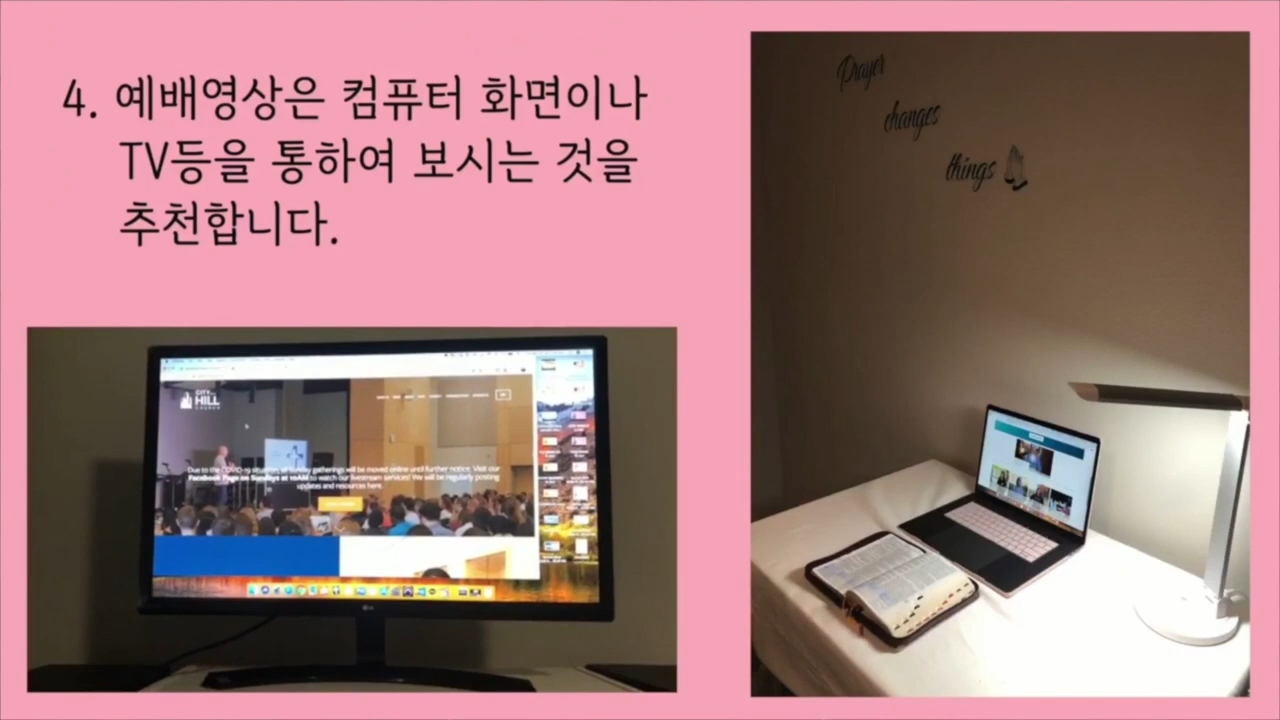 4. 예배영상은 컴퓨터 화면이나
TV등을 통하여 보시는 것을
추천합니다.
Prayer
changes
things
CITY
HILL
CHURCH
Due to the COVID-19 situation, all Sunday gatherings will be moved online until further notice. Visit our
Facebook Page on Sundays at 10AM to watch our livestream services! We will be regularly posting
updates and resources here.
LG